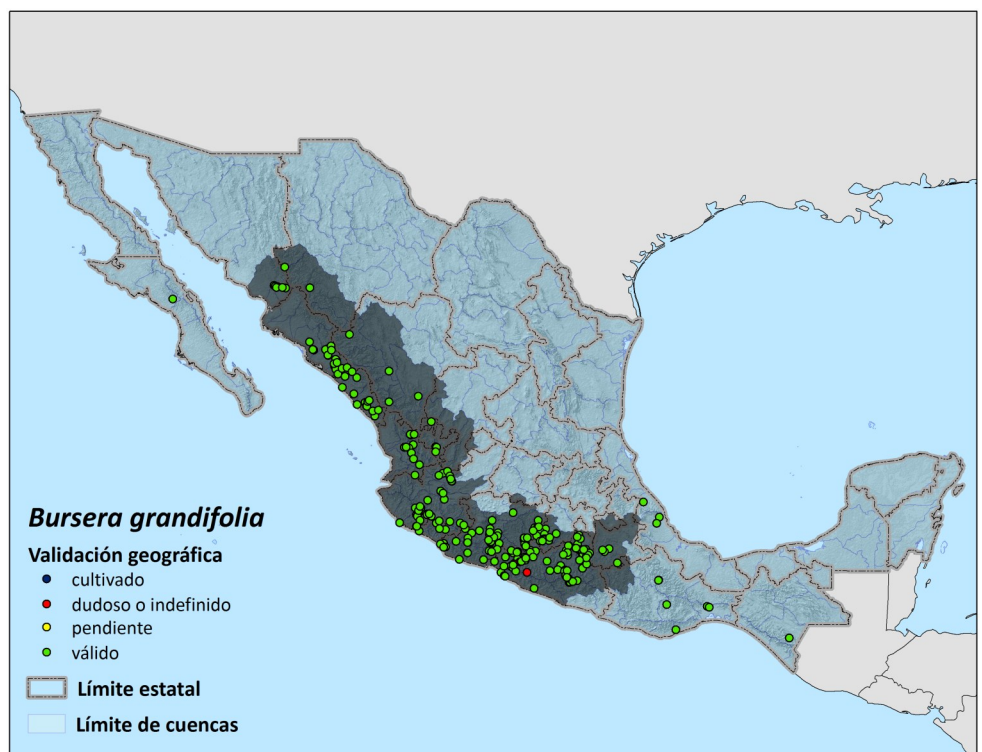 Bursera grandifolia
Validación geográfica
cultivado
dudoso o indefinido
pendiente
válido
Límite estatal
Límite de cuencas